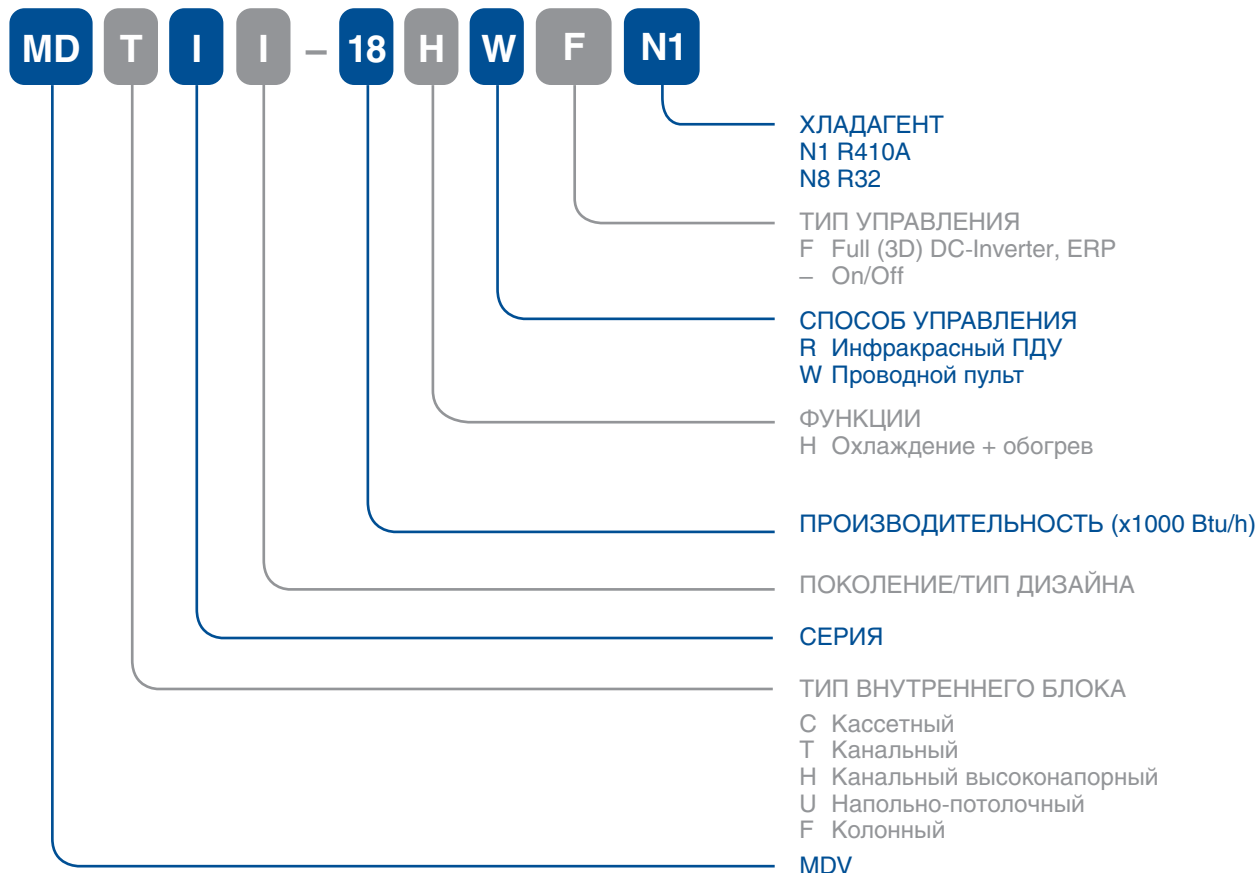 MD T I I – 18 H W F N1
ХЛАДАГЕНТ
N1 R410A
N8 R32
ТИП УПРАВЛЕНИЯ
F Full (3D) DC-Inverter, ERP
– On/Off
СПОСОБ УПРАВЛЕНИЯ
R Инфракрасный ПДУ
W Проводной пульт
ФУНКЦИИ
H Охлаждение + обогрев
ПРОИЗВОДИТЕЛЬНОСТЬ (x1000 Btu/h)
ПОКОЛЕНИЕ/ТИП ДИЗАЙНА
СЕРИЯ
ТИП ВНУТРЕННЕГО БЛОКА
C Кассетный
T Канальный
H Канальный высоконапорный
U Напольно-потолочный
F Колонный
MDV